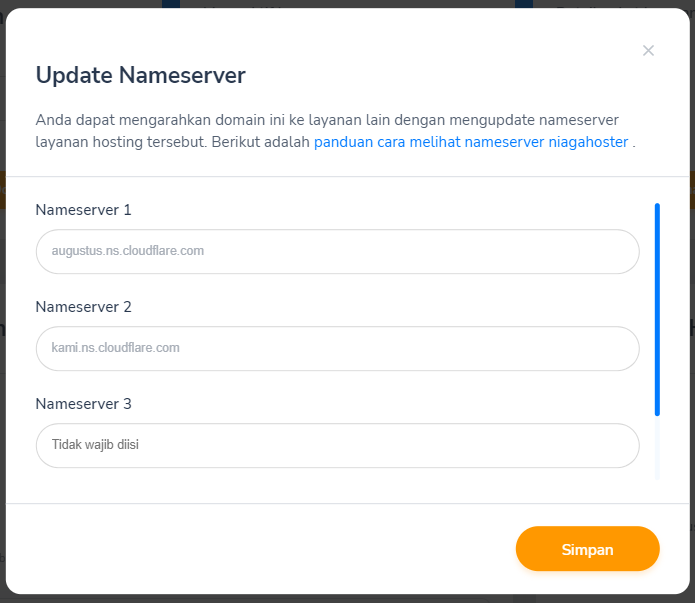 Update Nameserver
Anda dapat mengarahkan domain ini ke layanan lain dengan mengupdate nameserver
layanan hosting tersebut. Berikut adalah panduan cara melihat nameserver niagahoster .
Nameserver 1
augustus.ns.cloudflare.com
Nameserver 2
kami.ns.cloudflare.com
Nameserver 3
Tidak wajib diisi
Simpan